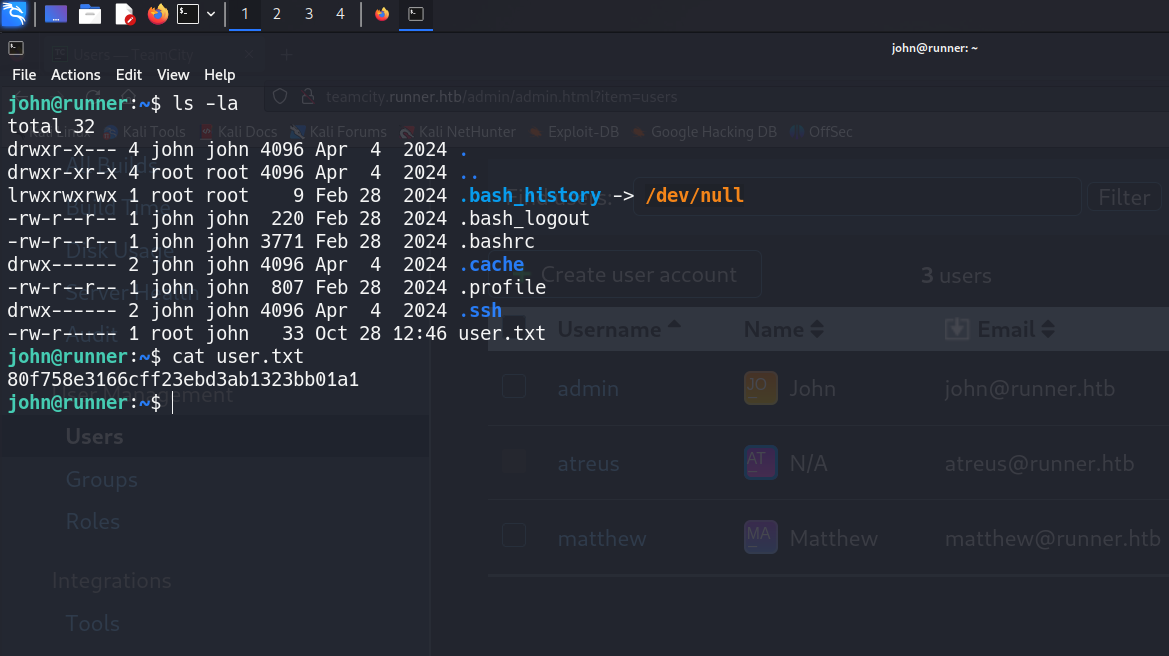 1 2 3 4
john@runner: ~
Users — TeamCity
File Actions Edit View Help
john@runner:~$ ls -la
teamcity.runner.htb/admin/admin.html?item=users
total 32
Kali Linux Kali Tools Kali Docs Kali Forums Kali NetHunter Exploit-DB Google Hacking DB OffSec
drwxr-x--- 4 john john 4096 Apr  4  2024 .
All Builds
drwxr-xr-x 4 root root 4096 Apr  4  2024 ..
lrwxrwxrwx 1 root root    9 Feb 28  2024 .bash_history -> /dev/null
Build Time
Find users:
Filter
-rw-r--r-- 1 john john  220 Feb 28  2024 .bash_logout
-rw-r--r-- 1 john john 3771 Feb 28  2024 .bashrc
Disk Usage
drwx------ 2 john john 4096 Apr  4  2024 .cache
Create user account
3 users
-rw-r--r-- 1 john john  807 Feb 28  2024 .profile
Server Health
drwx------ 2 john john 4096 Apr  4  2024 .ssh
-rw-r----- 1 root john   33 Oct 28 12:46 user.txt
Audit
Username Name Email
john@runner:~$ cat user.txt
80f758e3166cff23ebd3ab1323bb01a1
User Management
john@runner:~$
admin JO John john@runner.htb
Users
atreus AT N/A atreus@runner.htb
Groups
Roles
matthew MA Matthew matthew@runner.htb
Integrations
Tools